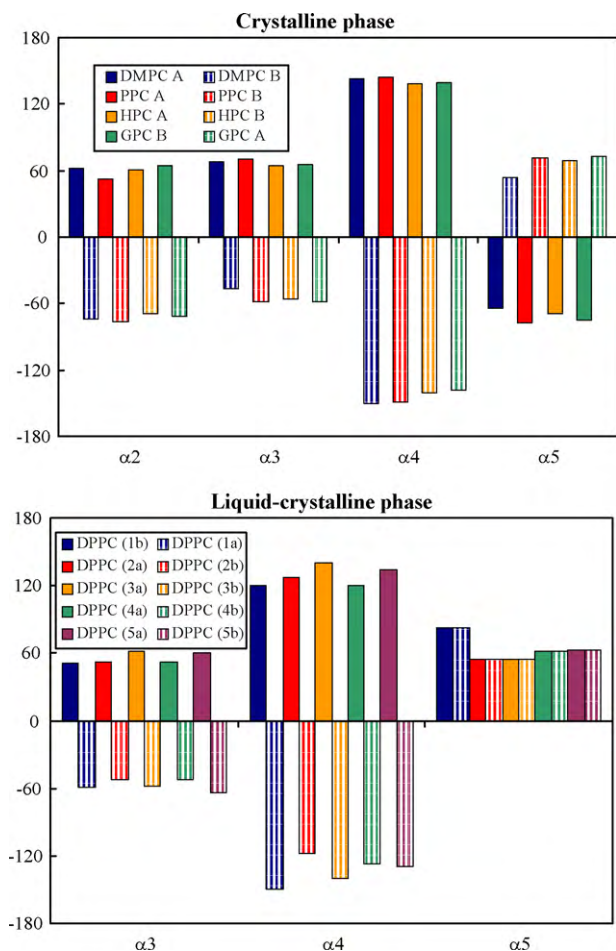 Crystalline phase
180
120
60
0
-60
-120
-180
DMPC A DMPC B
PPC A PPC B
HPC A HPC B
GPC B GPC A
α2 α3 α4 α5
Liquid-crystalline phase
180
120
60
0
-60
-120
-180
DPPC (1b) DPPC (1a)
DPPC (2a) DPPC (2b)
DPPC (3a) DPPC (3b)
DPPC (4a) DPPC (4b)
DPPC (5a) DPPC (5b)
α3 α4 α5